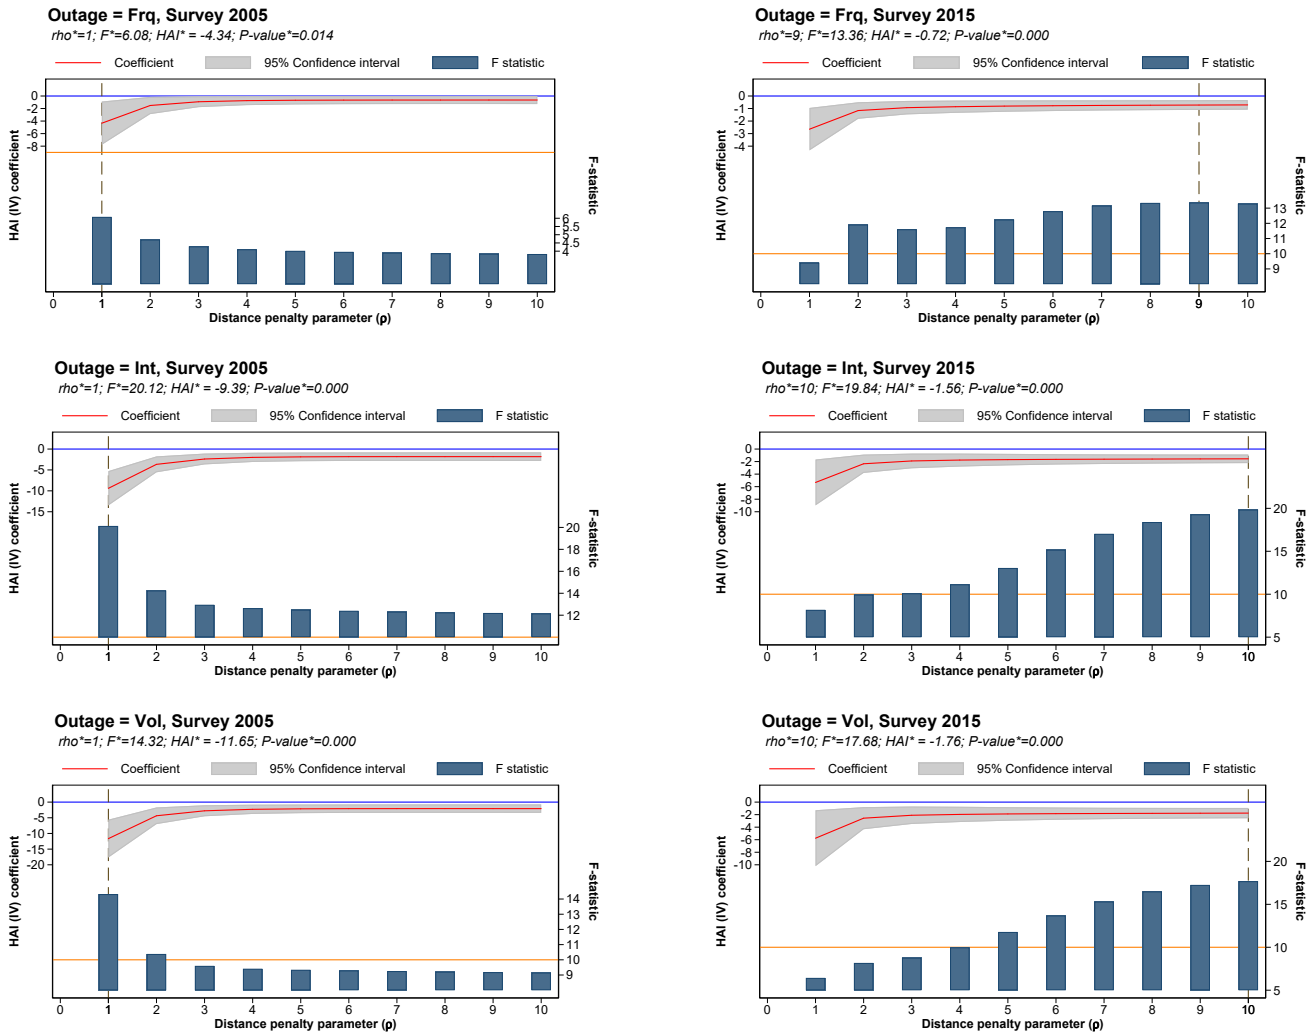 Outage = Frq, Survey 2005
rho*=1; F*=6.08; HAI* = -4.34; P-value*=0.014
Coefficient 95% Confidence interval F statistic
0
-2
-4
-6
-8
HAI (IV) coefficient
6
5.5
5
4.5
4
F-statistic
0 1 2 3 4 5 6 7 8 9 10
Distance penalty parameter (ρ)
Outage = Frq, Survey 2015
rho*=9; F*=13.36; HAI* = -0.72; P-value*=0.000
Coefficient 95% Confidence interval F statistic
0
-1
-2
-3
-4
HAI (IV) coefficient
13
12
11
10
9
F-statistic
0 1 2 3 4 5 6 7 8 9 10
Distance penalty parameter (ρ)
Outage = Int, Survey 2005
rho*=1; F*=20.12; HAI* = -9.39; P-value*=0.000
Coefficient 95% Confidence interval F statistic
0
-5
-10
-15
HAI (IV) coefficient
20
18
16
14
12
F-statistic
0 1 2 3 4 5 6 7 8 9 10
Distance penalty parameter (ρ)
Outage = Int, Survey 2015
rho*=10; F*=19.84; HAI* = -1.56; P-value*=0.000
Coefficient 95% Confidence interval F statistic
0
-2
-4
-6
-8
-10
HAI (IV) coefficient
20
15
10
5
F-statistic
0 1 2 3 4 5 6 7 8 9 10
Distance penalty parameter (ρ)
Outage = Vol, Survey 2005
rho*=1; F*=14.32; HAI* = -11.65; P-value*=0.000
Coefficient 95% Confidence interval F statistic
0
-5
-10
-15
-20
HAI (IV) coefficient
14
13
12
11
10
9
F-statistic
0 1 2 3 4 5 6 7 8 9 10
Distance penalty parameter (ρ)
Outage = Vol, Survey 2015
rho*=10; F*=17.68; HAI* = -1.76; P-value*=0.000
Coefficient 95% Confidence interval F statistic
0
-2
-4
-6
-8
-10
HAI (IV) coefficient
20
15
10
5
F-statistic
0 1 2 3 4 5 6 7 8 9 10
Distance penalty parameter (ρ)